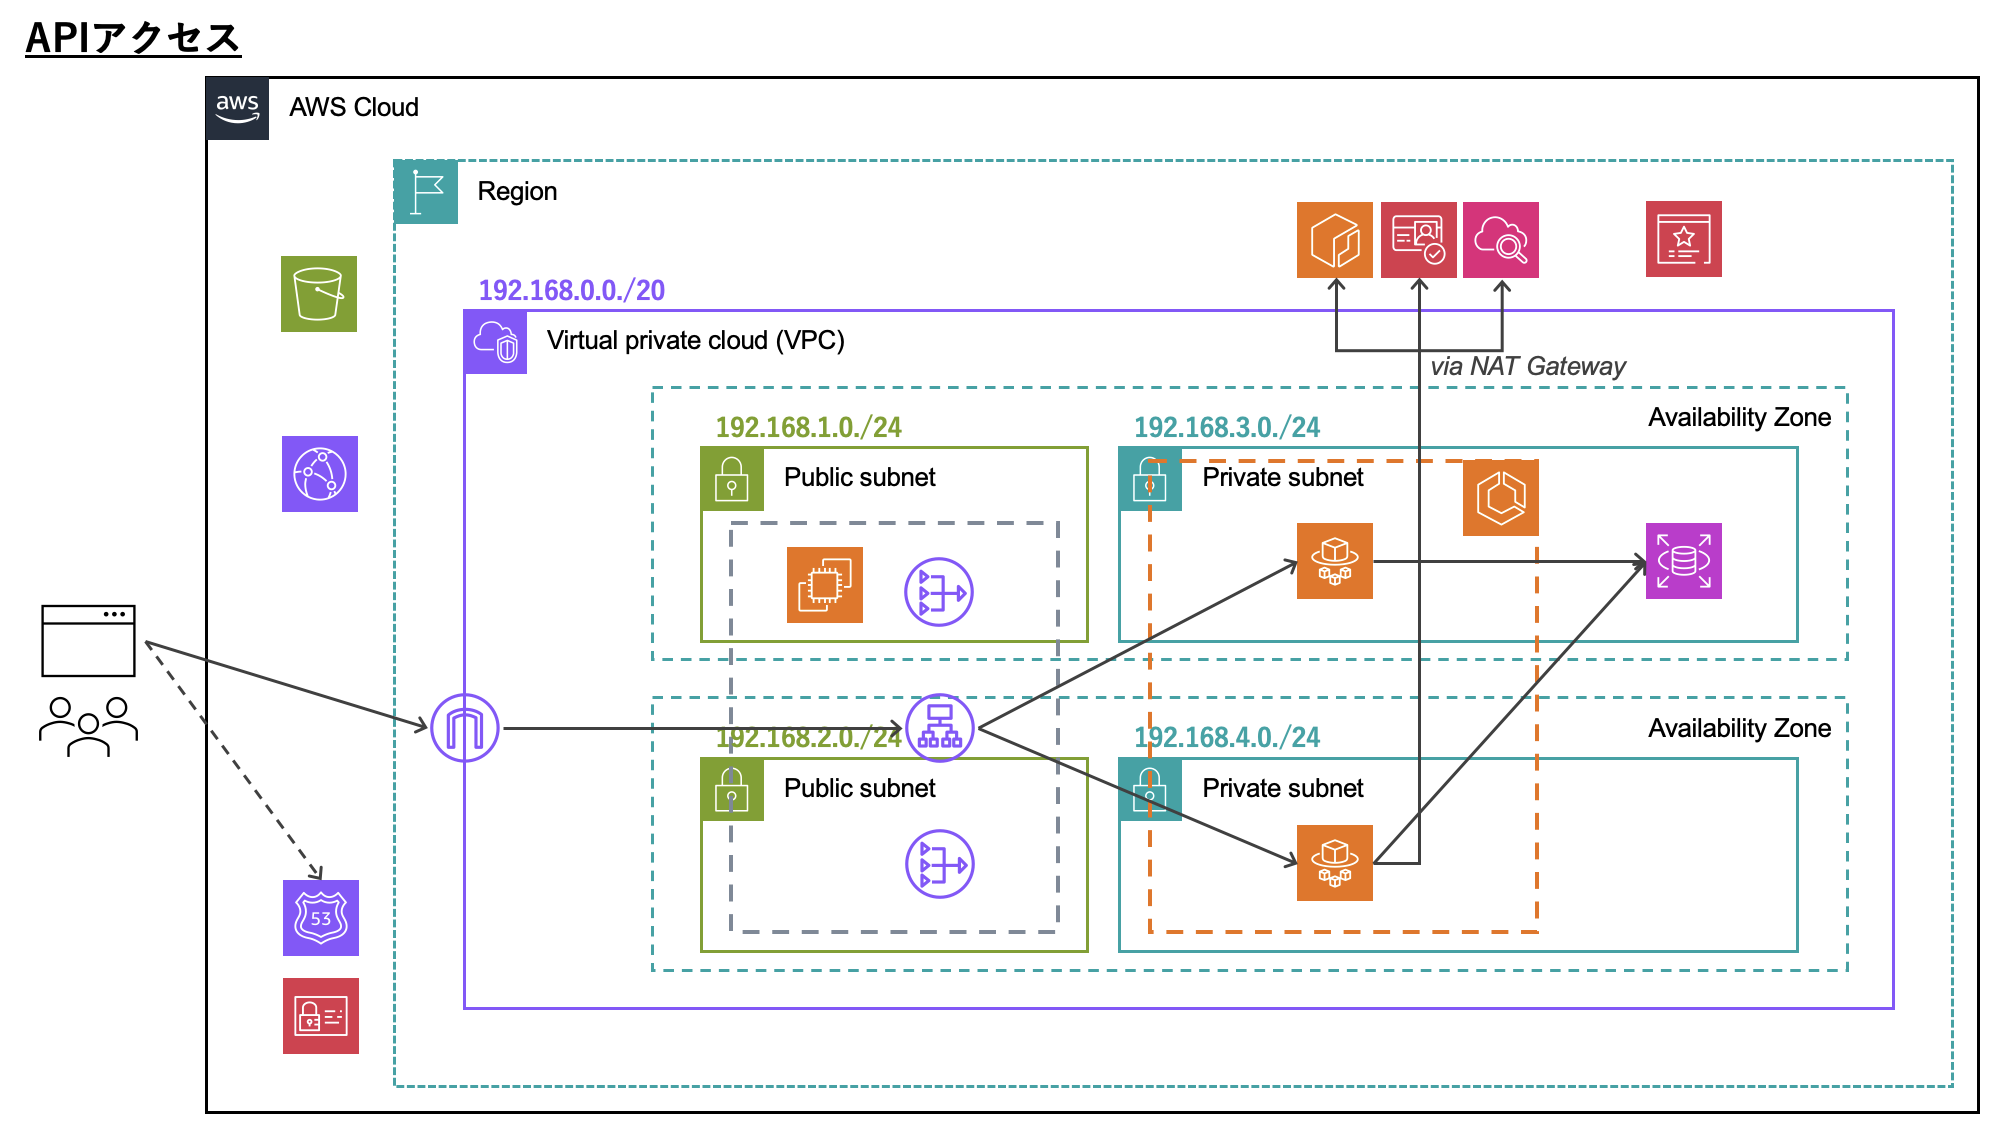 APIアクセス
aws
AWS Cloud
Region
192.168.0.0./20
Virtual private cloud (VPC)
via NAT Gateway
Availability Zone
192.168.1.0./24
192.168.3.0./24
Public subnet
Private subnet
Availability Zone
192.168.2.0./24
192.168.4.0./24
Public subnet
Private subnet
53